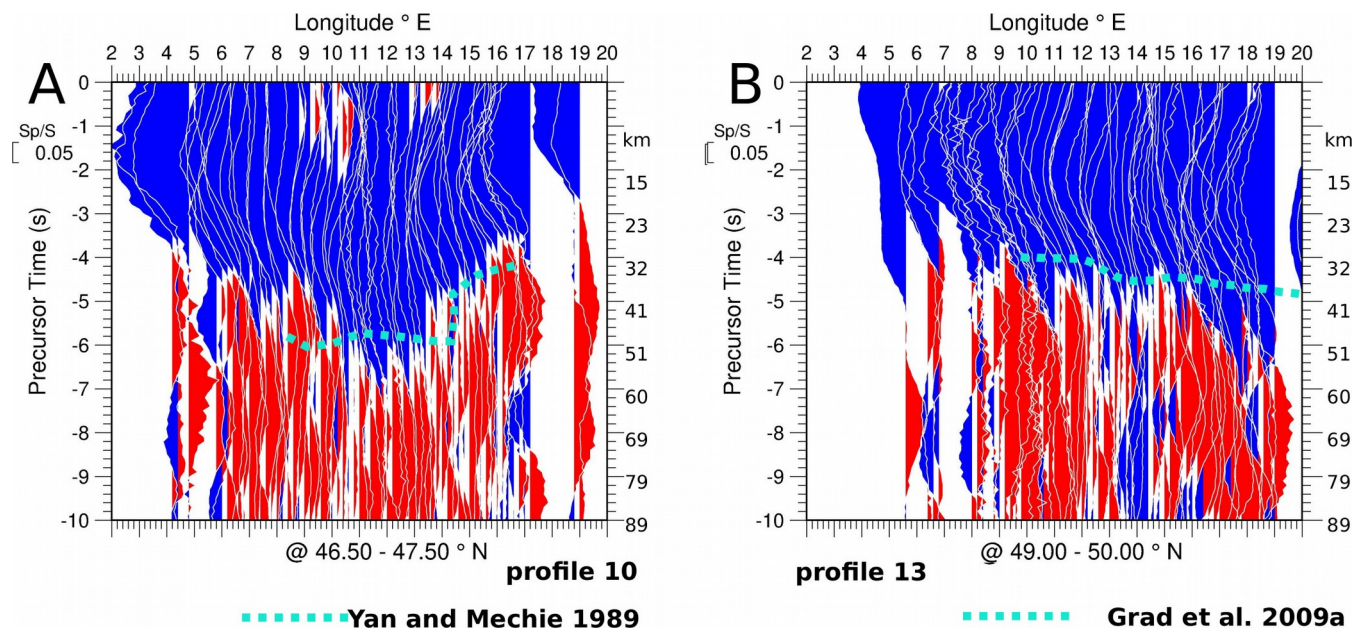 Longitude ° E
2 3 4 5 6 7 8 9 10 11 12 13 14 15 16 17 18 19 20
A
0
-1
-2
-3
-4
-5
-6
-7
-8
-9
-10
Sp/S
0.05
Precursor Time (s)
km
15
23
32
41
51
60
69
79
89
@ 46.50 - 47.50 ° N
profile 10
Yan and Mechie 1989
Longitude ° E
2 3 4 5 6 7 8 9 10 11 12 13 14 15 16 17 18 19 20
B
0
-1
-2
-3
-4
-5
-6
-7
-8
-9
-10
Sp/S
0.05
Precursor Time (s)
km
15
23
32
41
51
60
69
79
89
@ 49.00 - 50.00 ° N
profile 13
Grad et al. 2009a